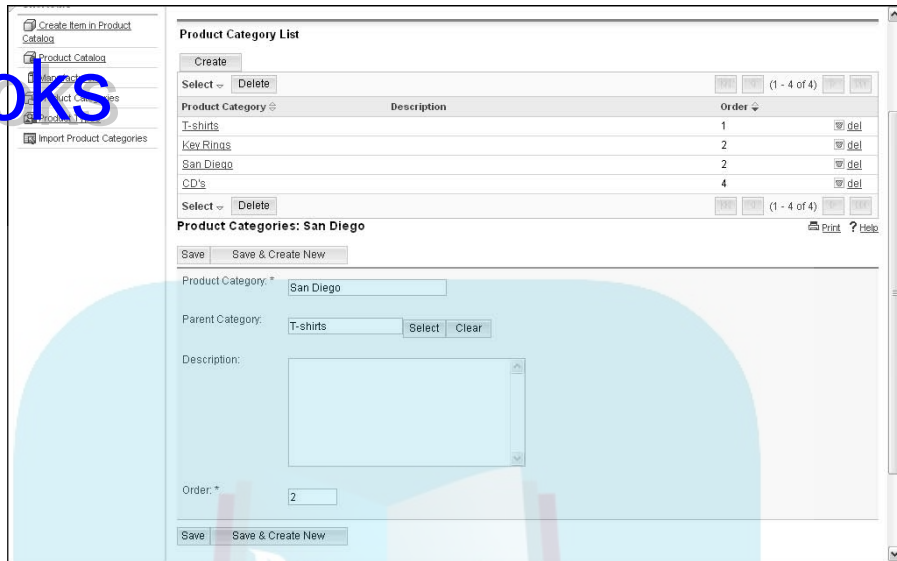 Create Item in Product
Catalog
Product Catalog
Product Categories
Import Product Categories
oks
Product Category List
Create
Select Delete (1 - 4 of 4)
Product Category Description Order
T-shirts 1 del
Key Rings 2 del
San Diego 2 del
CD's 4 del
Select Delete (1 - 4 of 4)
Product Categories: San Diego Print ? Help
Save Save & Create New
Product Category: * San Diego
Parent Category: T-shirts Select Clear
Description:
Order: * 2
Save Save & Create New